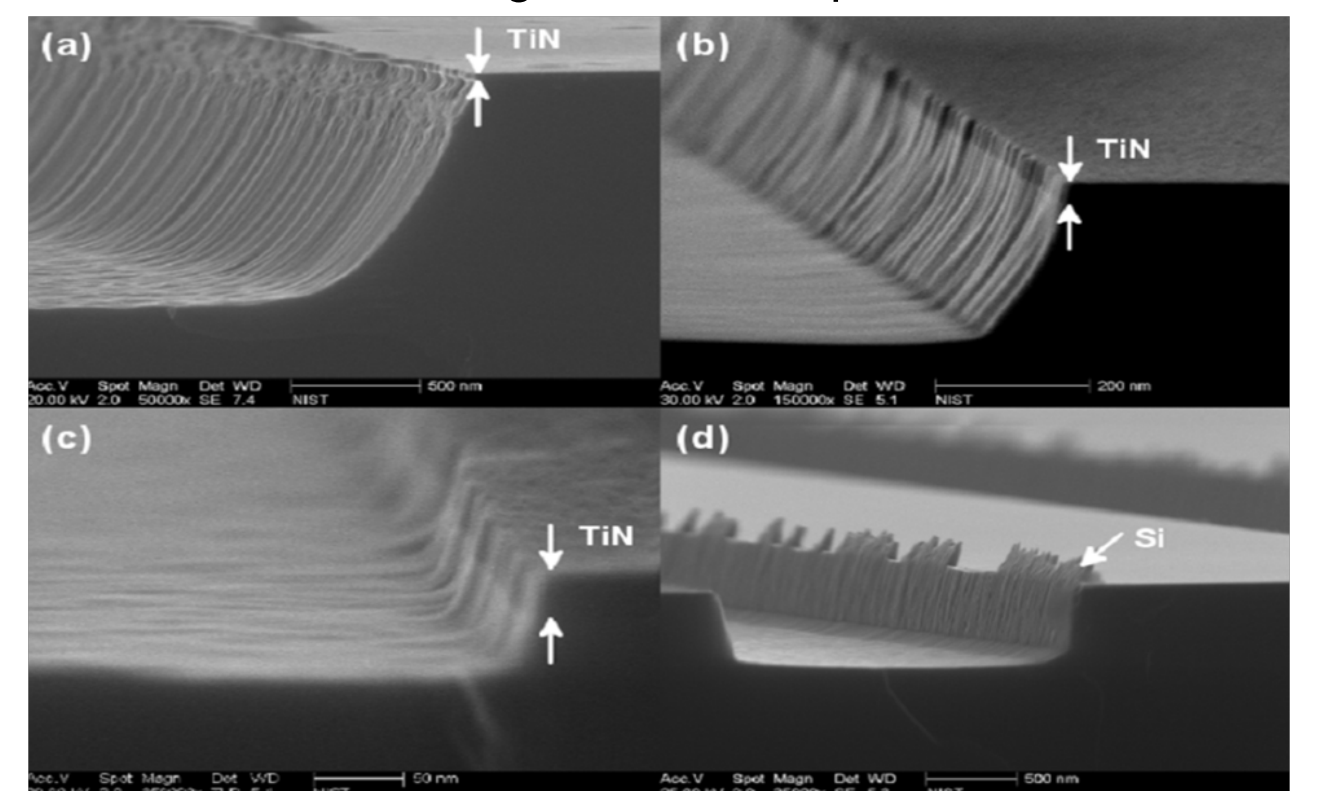 (a)
TiN
Acc.V Spot Magn Det WD 500 nm
20.00 kV 2.0 50000x SE 7.4 NIST
(b)
TiN
Acc.V Spot Magn Det WD 200 nm
30.00 kV 2.0 150000x SE 5.1 NIST
(c)
TiN
Acc.V Spot Magn Det WD 50 nm
(d)
Si
Acc.V Spot Magn Det WD 500 nm